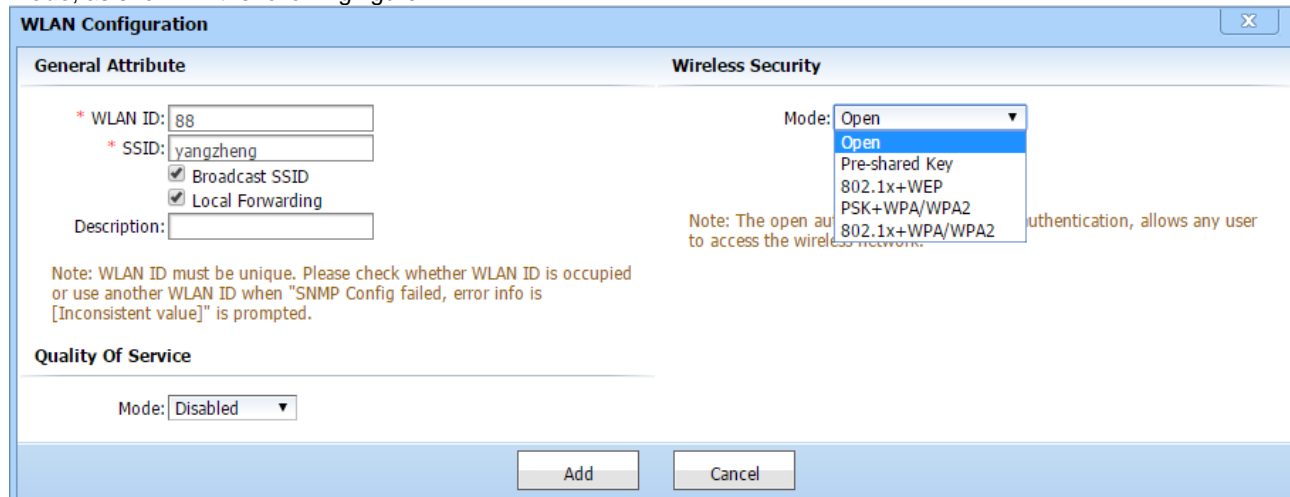 WLAN Configuration
X
General Attribute
* WLAN ID: 88
* SSID: yangzheng
Broadcast SSID
Local Forwarding
Description:
Note: WLAN ID must be unique. Please check whether WLAN ID is occupied
or use another WLAN ID when "SNMP Config failed, error info is
[Inconsistent value]" is prompted.
Quality Of Service
Mode: Disabled
Wireless Security
Mode: Open
Open
Pre-shared Key
802.1x+WEP
PSK+WPA/WPA2
802.1x+WPA/WPA2
Note: The open au uthentication, allows any user
to access the wireless network.
Add
Cancel